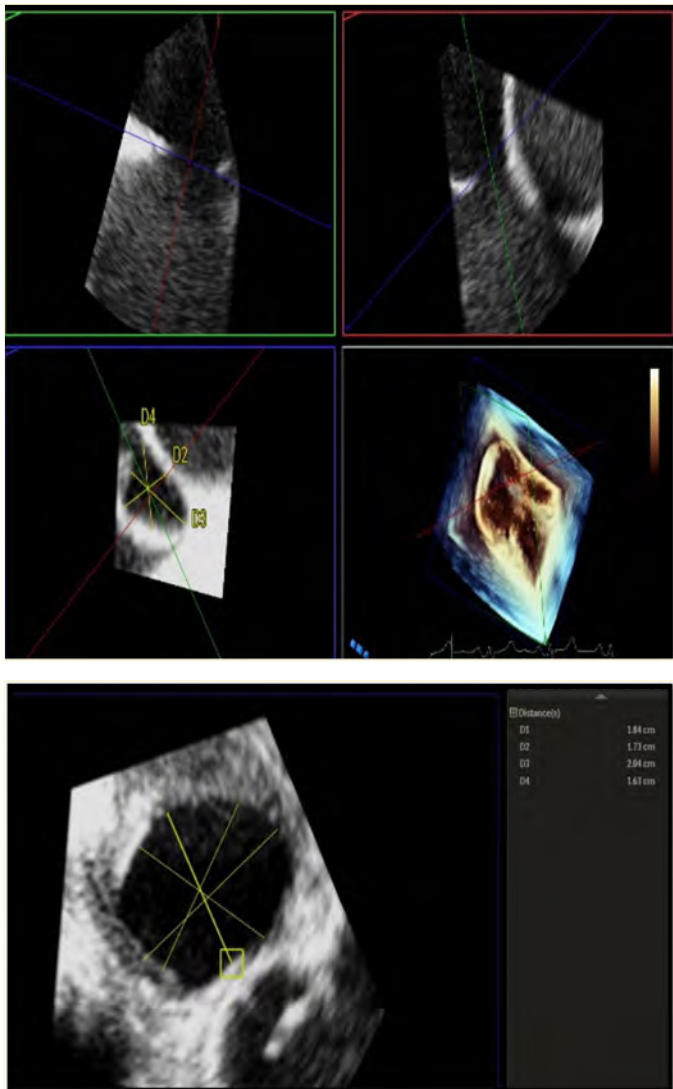 D4
D2
D3
Distance(s)
D1 1.84 cm
D2 1.73 cm
D3 2.04 cm
D4 1.63 cm